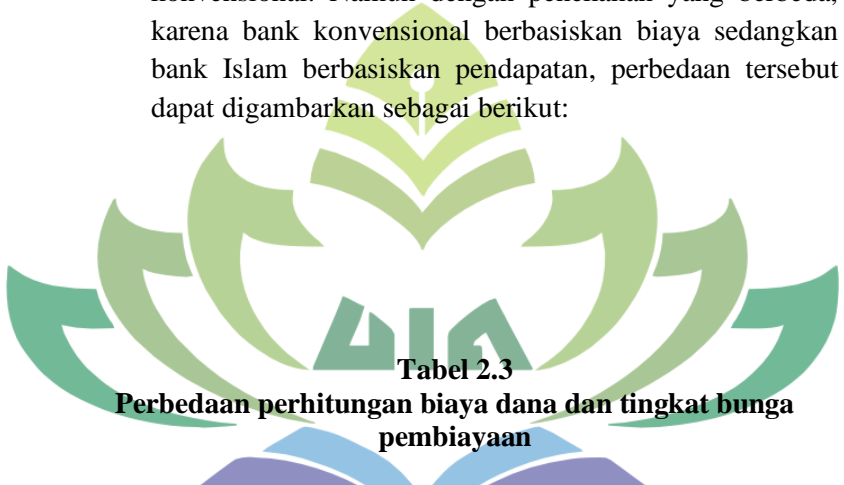 karena bank konvensional berbasiskan biaya sedangkan
bank Islam berbasiskan pendapatan, perbedaan tersebut
dapat digambarkan sebagai berikut:
Tabel 2.3
Perbedaan perhitungan biaya dana dan tingkat bunga
pembiayaan